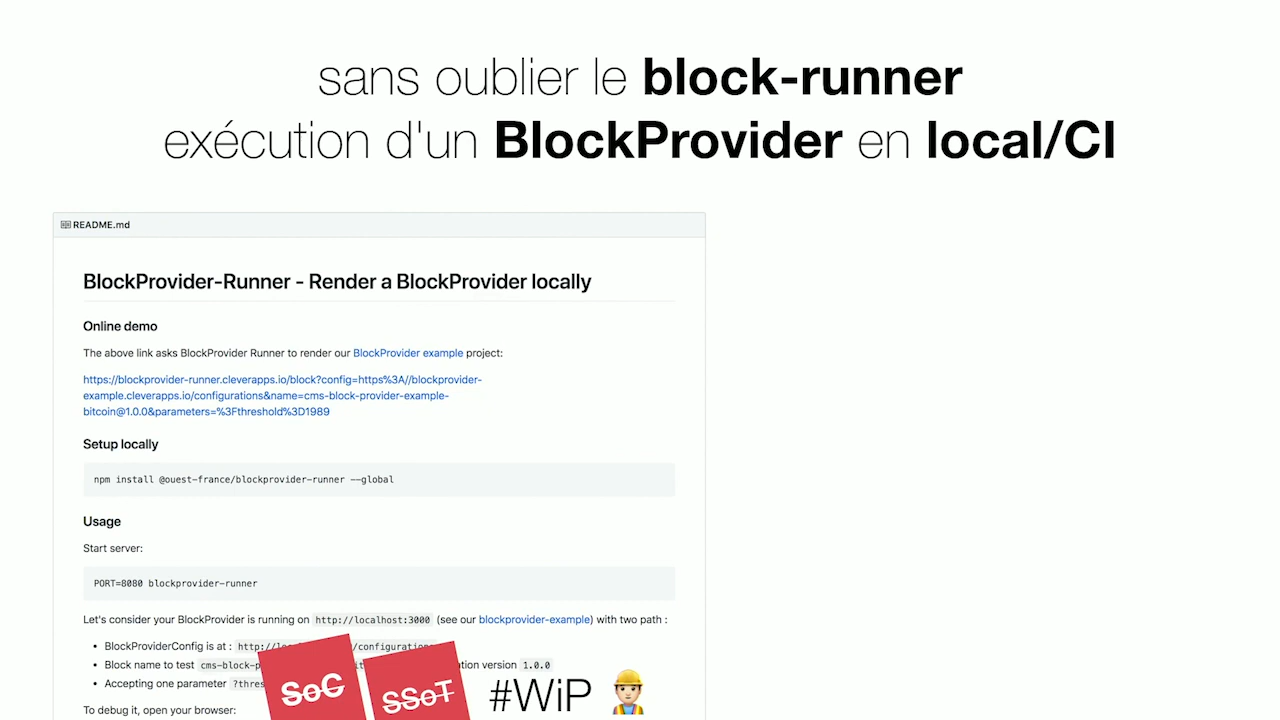 sans oublier le block-runner
exécution d'un BlockProvider en local/CI
README.md
BlockProvider-Runner - Render a BlockProvider locally
Online demo
The above link asks BlockProvider Runner to render our BlockProvider example project:
https://blockprovider-runner.cleverapps.io/block?config=https%3A//blockprovider-
example.cleverapps.io/configurations&name=cms-block-provider-example-
bitcoin@1.0.0&parameters=%3Fthreshold%3D1989
Setup locally
npm install @ouest-france/blockprovider-runner --global
Usage
Start server:
PORT=8080 blockprovider-runner
Let's consider your BlockProvider is running on http://localhost:3000 (see our blockprovider-example) with two path :
• BlockProviderConfig is at : /configurations
• Block name to test version 1.0.0
• Accepting one parameter
To debug it, open your browser:
SoC
SSoT
#WiP